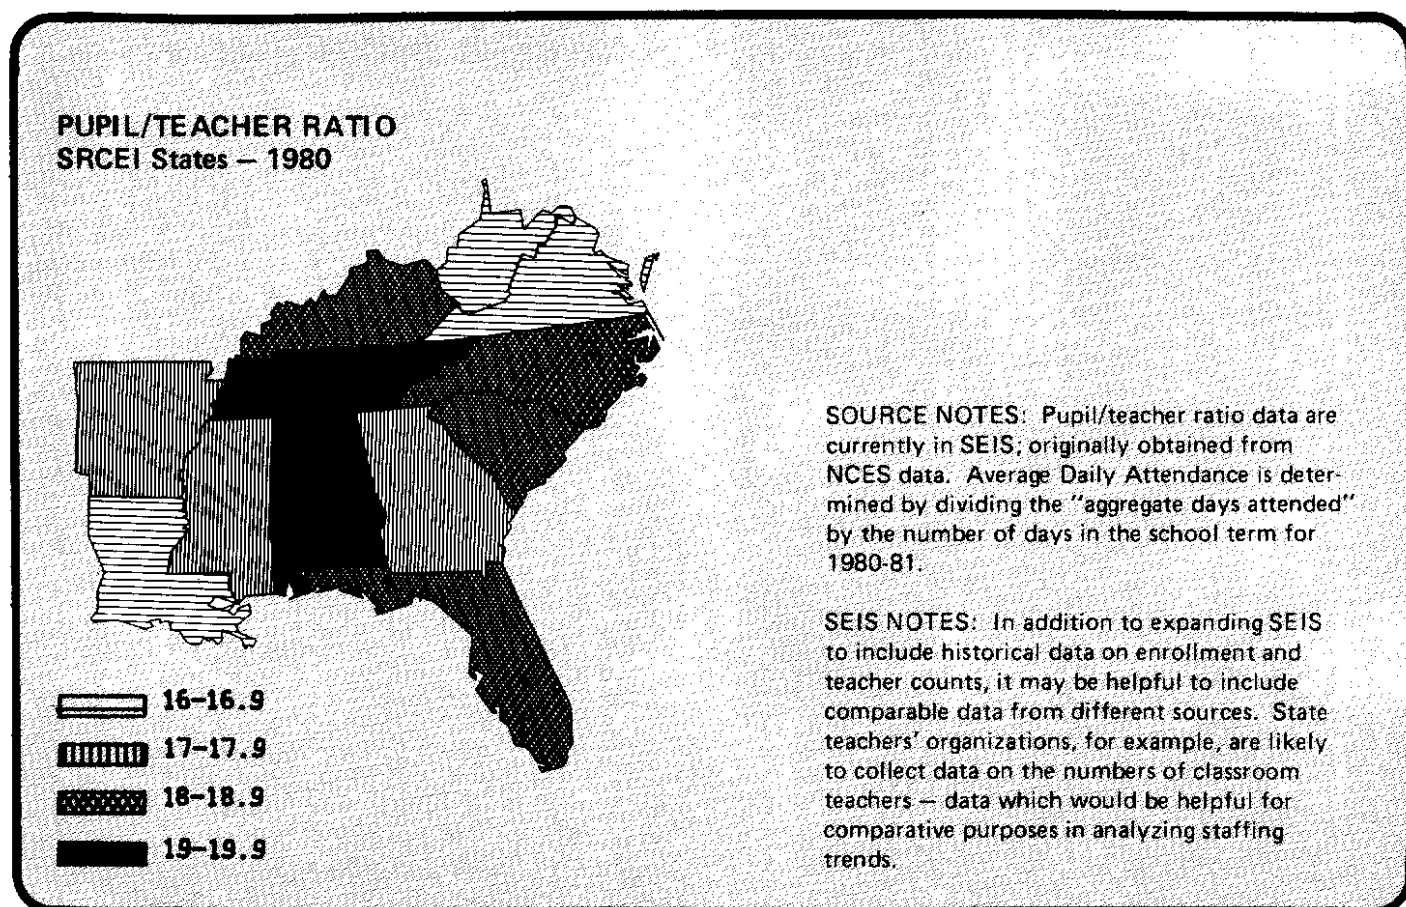 PUPIL/TEACHER RATIO
SRCEI States — 1980
16-16.9
17-17.9
18-18.9
19-19.9
SOURCE NOTES: Pupil/teacher ratio data are
currently in SEIS, originally obtained from
NCES data. Average Daily Attendance is deter-
mined by dividing the "aggregate days attended"
by the number of days in the school term for
1980-81.
SEIS NOTES: In addition to expanding SEIS
to include historical data on enrollment and
teacher counts, it may be helpful to include
comparable data from different sources. State
teachers' organizations, for example, are likely
to collect data on the numbers of classroom
teachers — data which would be helpful for
comparative purposes in analyzing staffing
trends.